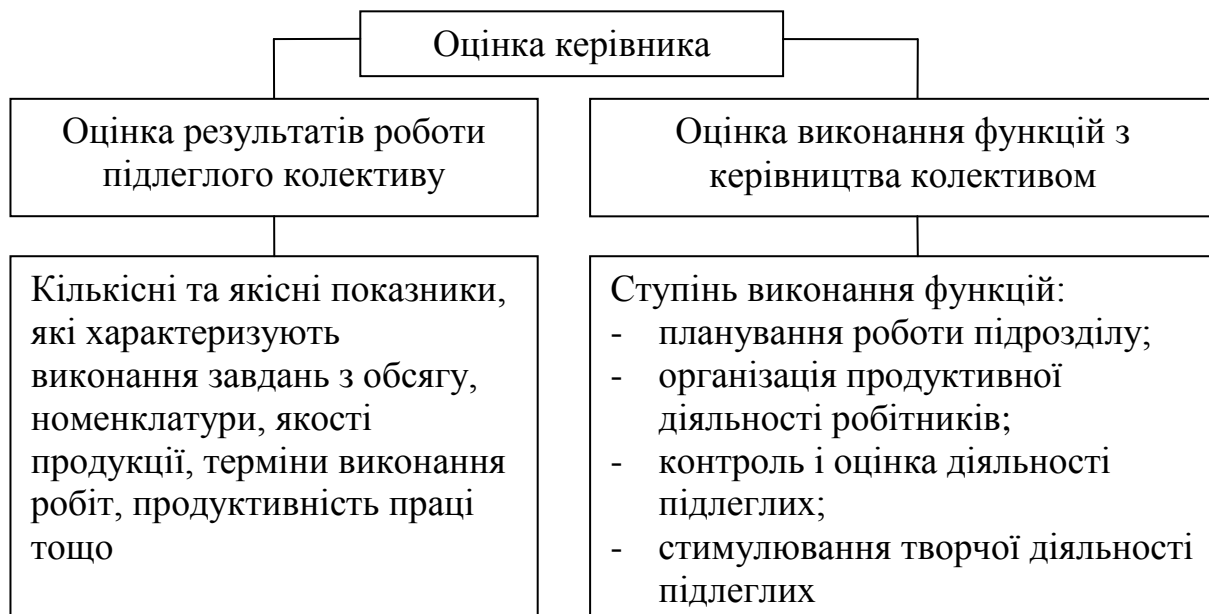 Оцінка керівника
Оцінка результатів роботи
підлеглого колективу
Оцінка виконання функцій з
керівництва колективом
Кількісні та якісні показники,
які характеризують
виконання завдань з обсягу,
номенклатури, якості
продукції, терміни виконання
робіт, продуктивність праці
тощо
Ступінь виконання функцій:
- планування роботи підрозділу;
- організація продуктивної
діяльності робітників;
- контроль і оцінка діяльності
підлеглих;
- стимулювання творчої діяльності
підлеглих